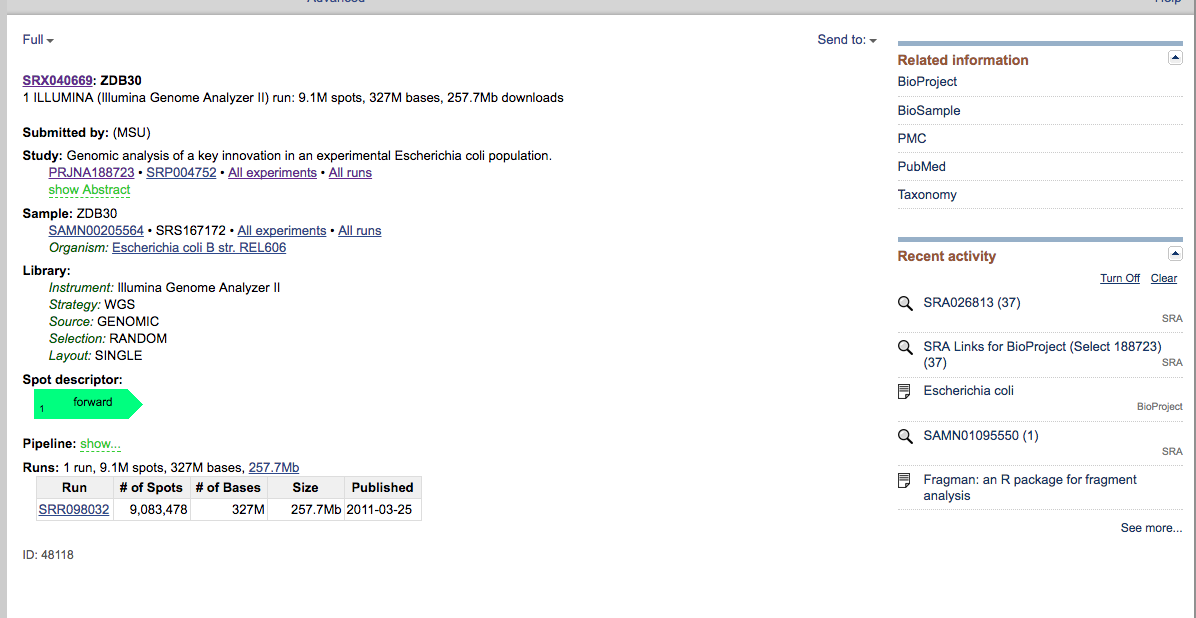 Advanced
Help
Full
Send to:
SRX040669: ZDB30
1 ILLUMINA (Illumina Genome Analyzer II) run: 9.1M spots, 327M bases, 257.7Mb downloads
Submitted by: (MSU)
Study: Genomic analysis of a key innovation in an experimental Escherichia coli population.
PRJNA188723 • SRP004752 • All experiments • All runs
show Abstract
Sample: ZDB30
SAMN00205564 • SRS167172 • All experiments • All runs
Organism: Escherichia coli B str. REL606
Library:
Instrument: Illumina Genome Analyzer II
Strategy: WGS
Source: GENOMIC
Selection: RANDOM
Layout: SINGLE
Spot descriptor:
1 forward
Pipeline: show...
Runs: 1 run, 9.1M spots, 327M bases, 257.7Mb
Run # of Spots # of Bases Size Published
SRR098032 9,083,478 327M 257.7Mb 2011-03-25
ID: 48118
Related information
BioProject
BioSample
PMC
PubMed
Taxonomy
Recent activity
Turn Off Clear
SRA026813 (37)
SRA
SRA Links for BioProject (Select 188723)
(37)
SRA
Escherichia coli
BioProject
SAMN01095550 (1)
SRA
Fragman: an R package for fragment
analysis
See more...